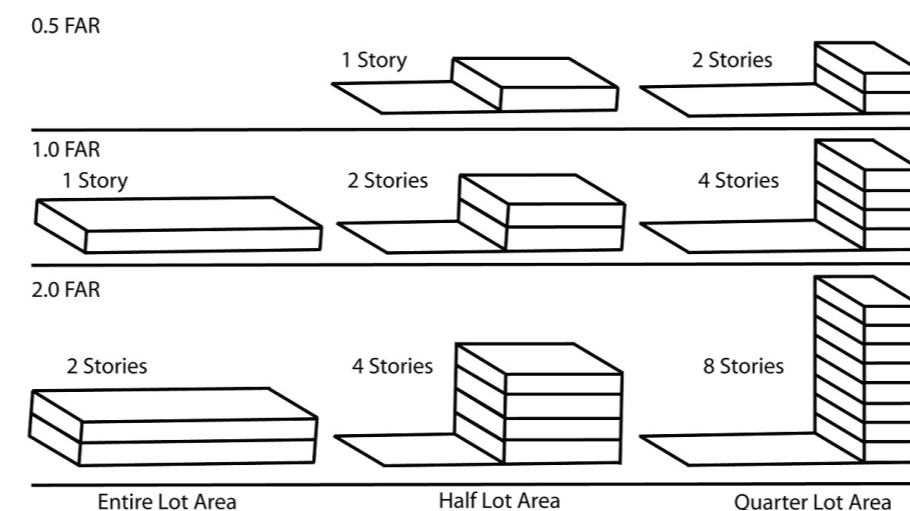 0.5 FAR
1 Story
2 Stories
1.0 FAR
1 Story
2 Stories
4 Stories
2.0 FAR
2 Stories
4 Stories
8 Stories
Entire Lot Area
Half Lot Area
Quarter Lot Area